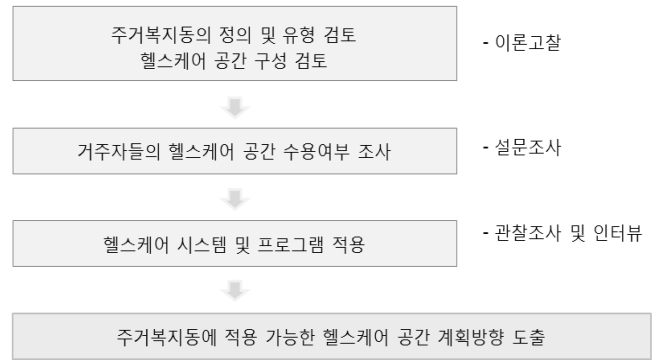 주거복지동의 정의 및 유형 검토
헬스케어 공간 구성 검토
- 이론고찰
거주자들의 헬스케어 공간 수용여부 조사
- 설문조사
헬스케어 시스템 및 프로그램 적용
- 관찰조사 및 인터뷰
주거복지동에 적용 가능한 헬스케어 공간 계획방향 도출